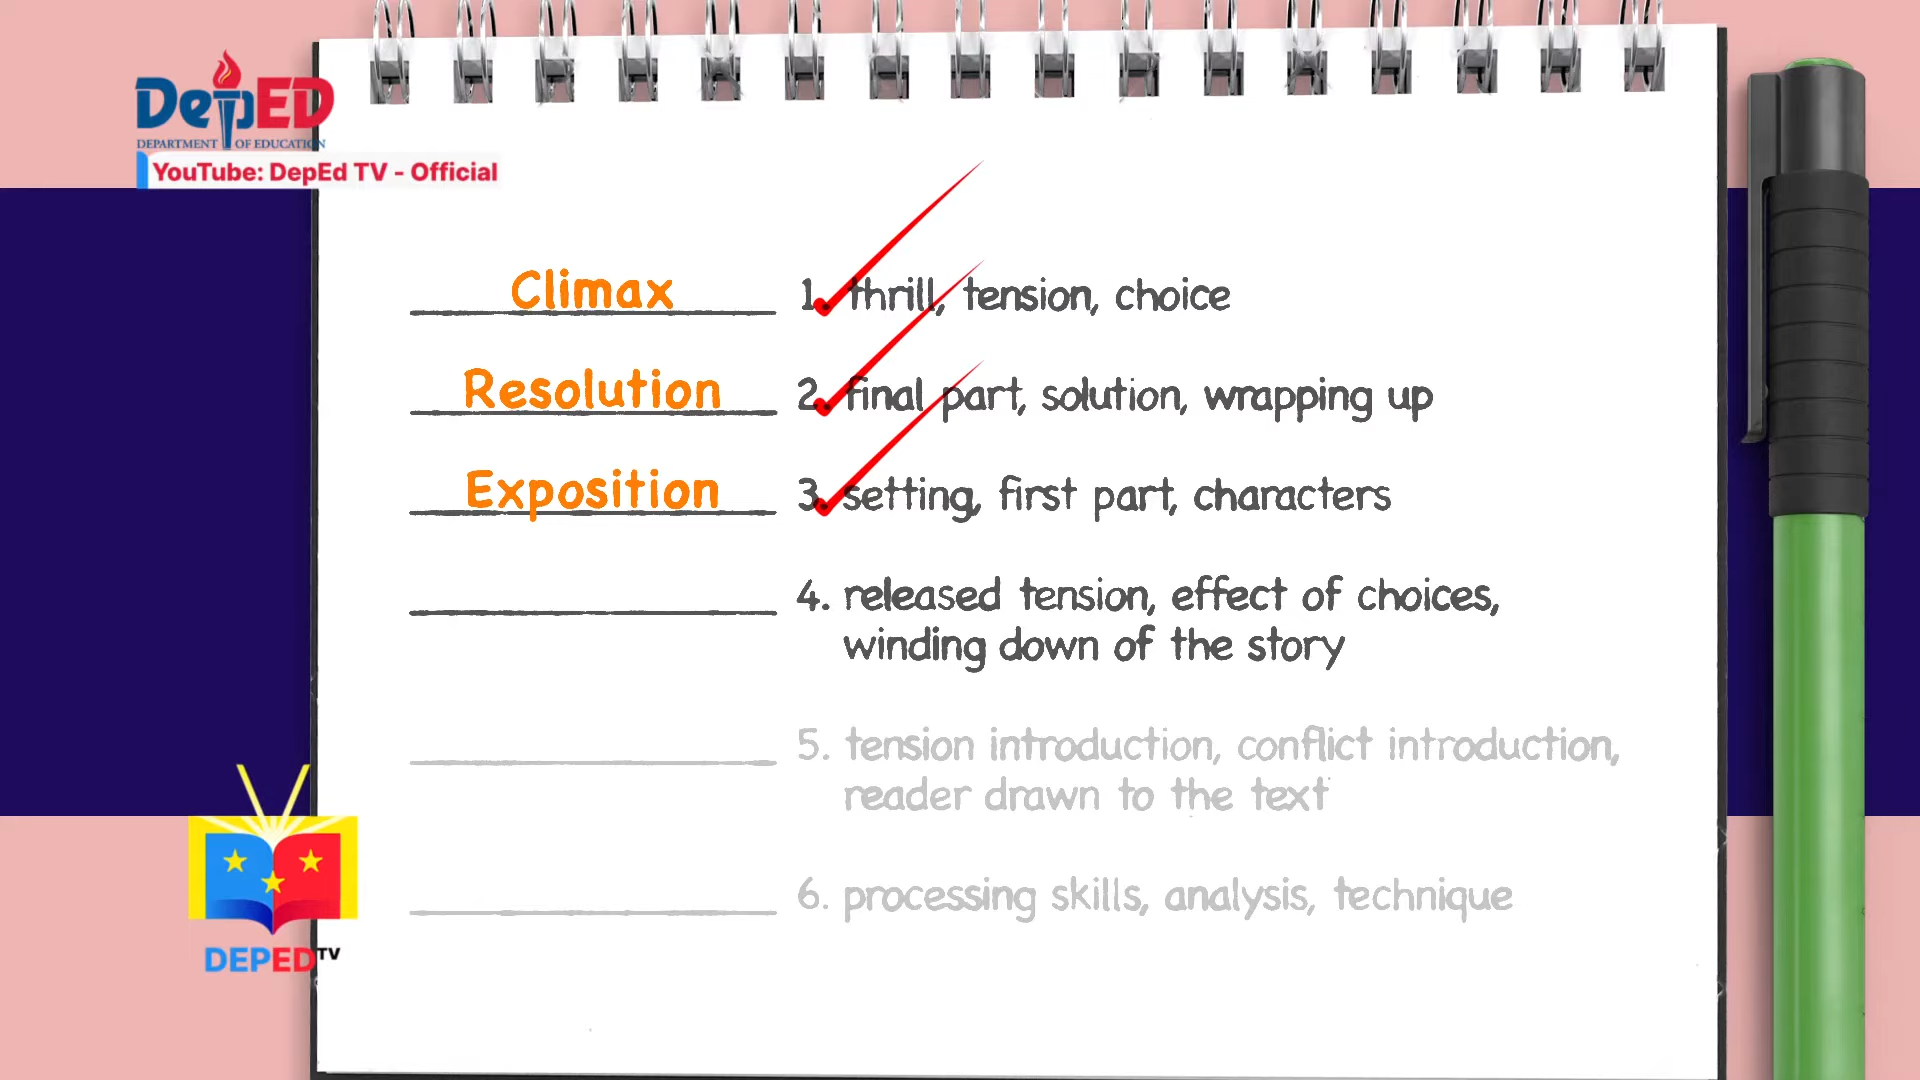 DepED
DEPARTMENT OF EDUCATION
YouTube: DepEd TV - Official
Climax 1. thrill, tension, choice
Resolution 2. final part, solution, wrapping up
Exposition 3. setting, first part, characters
4. released tension, effect of choices,
winding down of the story
5. tension introduction, conflict introduction,
reader drawn to the text
6. processing skills, analysis, technique
DEPED TV